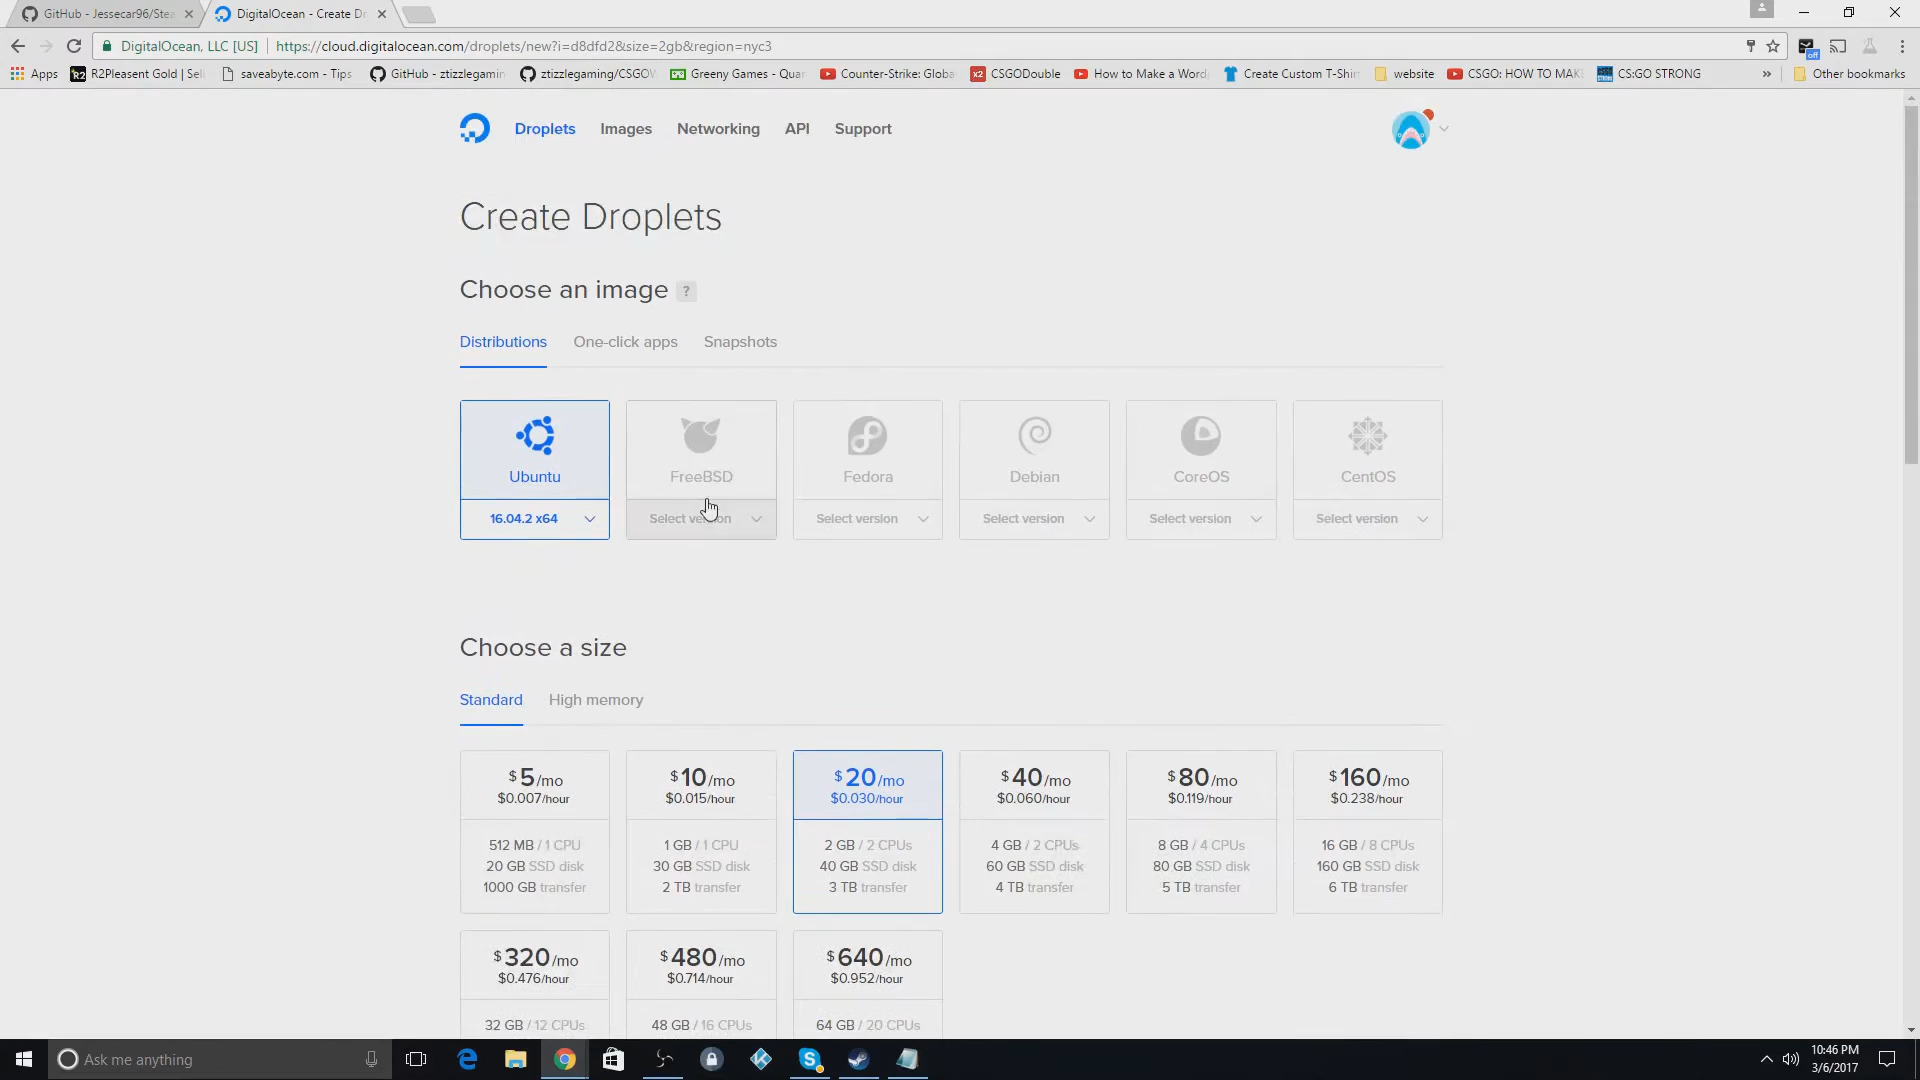 GitHub - Jessecar96/Stea
DigitalOcean - Create Dr
DigitalOcean, LLC [US]
https://cloud.digitalocean.com/droplets/new?i=d8dfd2&size=2gb&region=nyc3
Apps
R2Pleasent Gold | Sell
saveabyte.com - Tips
GitHub - ztizzlegamin
ztizzlegaming/CSGOW
Greeny Games - Quar
Counter-Strike: Globa
CSGODouble
How to Make a Word
Create Custom T-Shir
website
CSGO: HOW TO MAK
CS:GO STRONG
»
Other bookmarks
Droplets
Images
Networking
API
Support
Create Droplets
Choose an image ?
Distributions
One-click apps
Snapshots
Ubuntu
FreeBSD
Fedora
Debian
CoreOS
CentOS
16.04.2 x64
Select version
Select version
Select version
Select version
Select version
Choose a size
Standard
High memory
$5/mo
$10/mo
$20/mo
$40/mo
$80/mo
$160/mo
$0.007/hour
$0.015/hour
$0.030/hour
$0.060/hour
$0.119/hour
$0.238/hour
512 MB / 1 CPU
1 GB / 1 CPU
2 GB / 2 CPUs
4 GB / 2 CPUs
8 GB / 4 CPUs
16 GB / 8 CPUs
20 GB SSD disk
30 GB SSD disk
40 GB SSD disk
60 GB SSD disk
80 GB SSD disk
160 GB SSD disk
1000 GB transfer
2 TB transfer
3 TB transfer
4 TB transfer
5 TB transfer
6 TB transfer
$320/mo
$480/mo
$640/mo
$0.476/hour
$0.714/hour
$0.952/hour
32 GB / 12 CPUs
48 GB / 16 CPUs
64 GB / 20 CPUs
Ask me anything
10:46 PM
3/6/2017